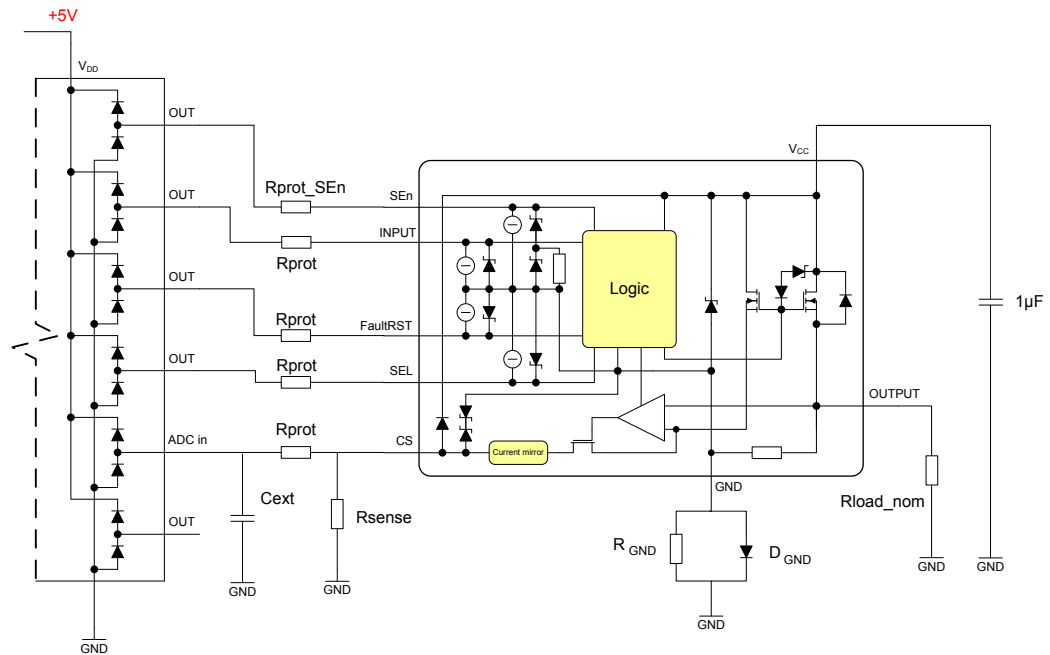 +5V
VDD
OUT
VCC
Rprot_SEn
SEn
OUT
INPUT
Rprot
OUT
Logic
1µF
FaultRST
Rprot
OUT
SEL
Rprot
OUTPUT
ADC in
Rprot
CS
Current mirror
GND
Cext
Rsense
Rload_nom
OUT
R GND
D GND
GND
GND
GND
GND
GND
GND